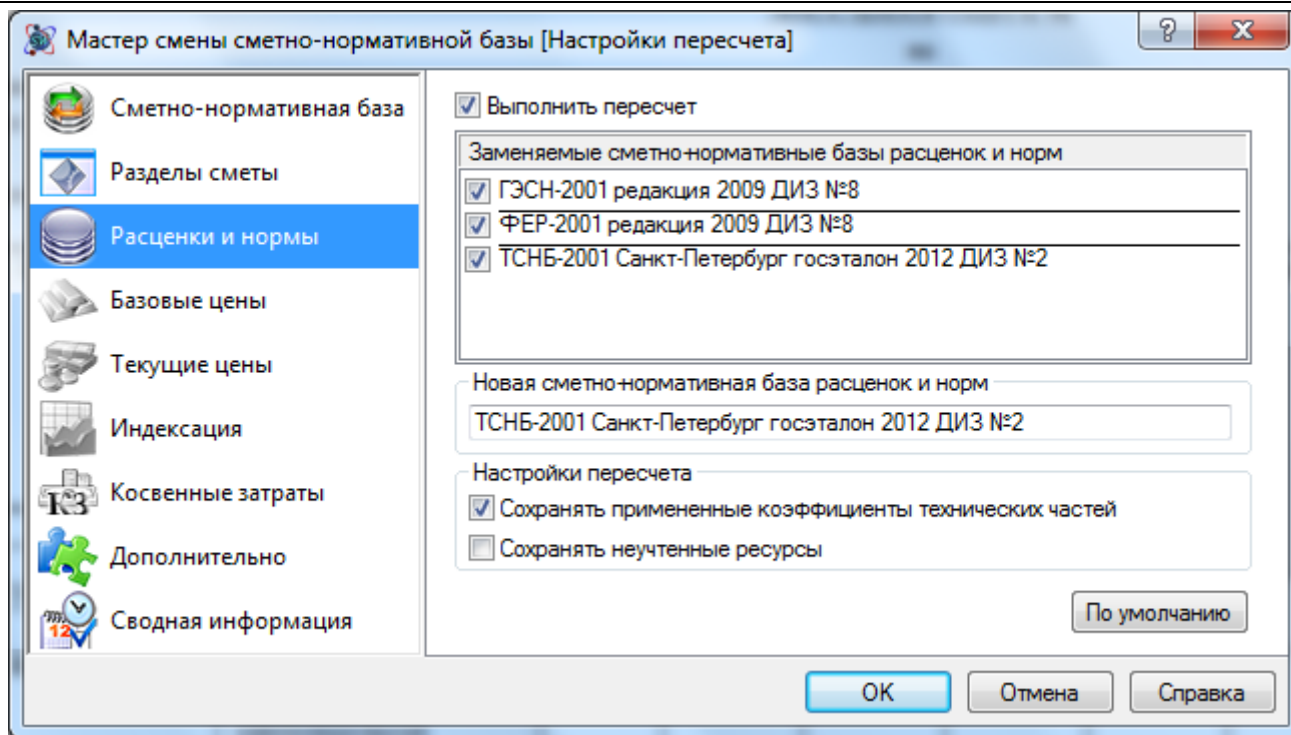 Мастер смены сметно-нормативной базы [Настройки пересчета]
Сметно-нормативная база
Разделы сметы
Расценки и нормы
Базовые цены
Текущие цены
Индексация
Косвенные затраты
Дополнительно
Сводная информация
Выполнить пересчет
Заменяемые сметно-нормативные базы расценок и норм
ГЭСН-2001 редакция 2009 ДИЗ №8
ФЕР-2001 редакция 2009 ДИЗ №8
ТСНБ-2001 Санкт-Петербург госэталон 2012 ДИЗ №2
Новая сметно-нормативная база расценок и норм
ТСНБ-2001 Санкт-Петербург госэталон 2012 ДИЗ №2
Настройки пересчета
Сохранять примененные коэффициенты технических частей
Сохранять неучтенные ресурсы
По умолчанию
OK
Отмена
Справка